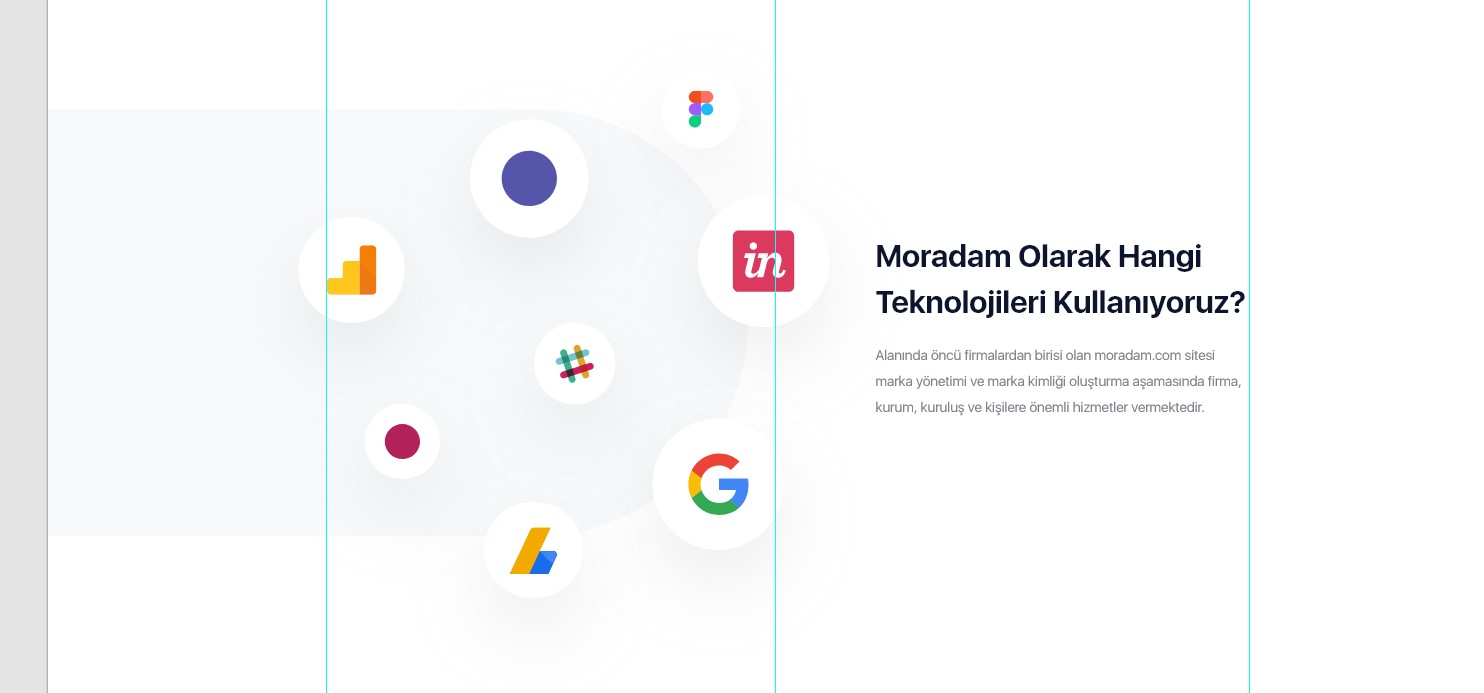 in
Moradam Olarak Hangi
Teknolojileri Kullanıyoruz?
Alanında öncü firmalardan birisi olan moradam.com sitesi
marka yönetimi ve marka kimliği oluşturma aşamasında firma,
kurum, kuruluş ve kişilere önemli hizmetler vermektedir.